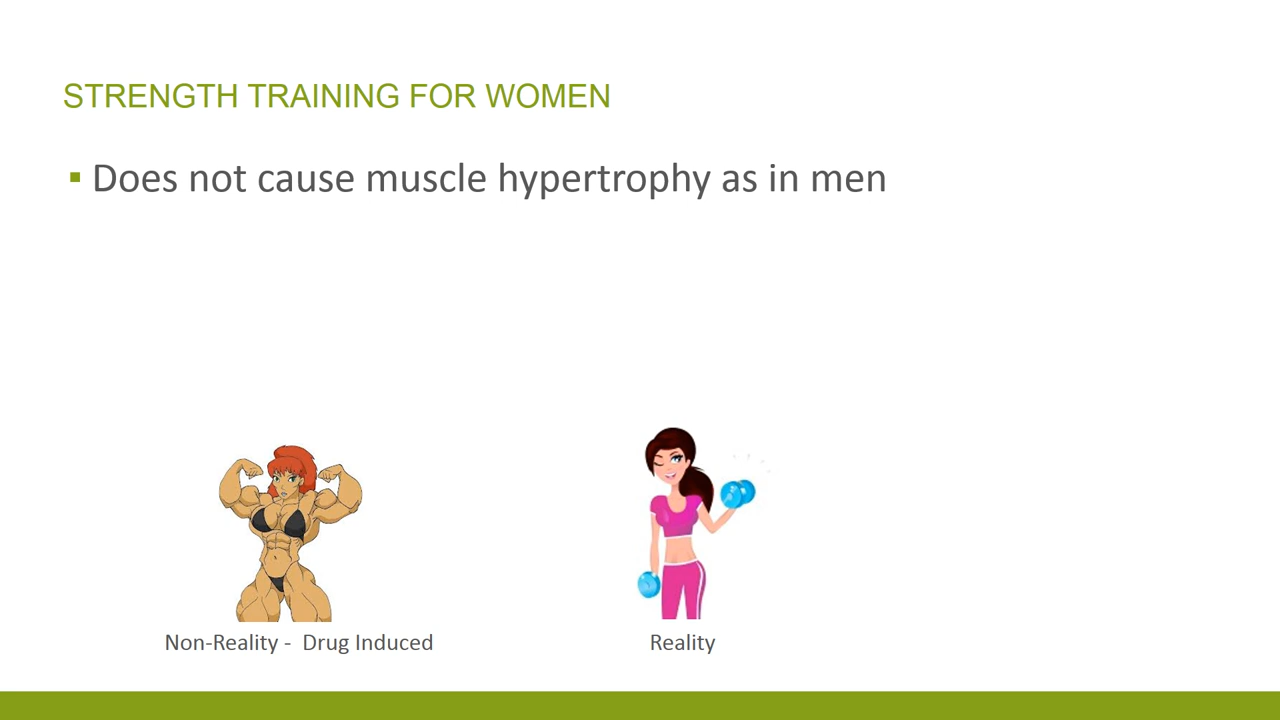 STRENGTH TRAINING FOR WOMEN
▪ Does not cause muscle hypertrophy as in men
Non-Reality - Drug Induced
Reality